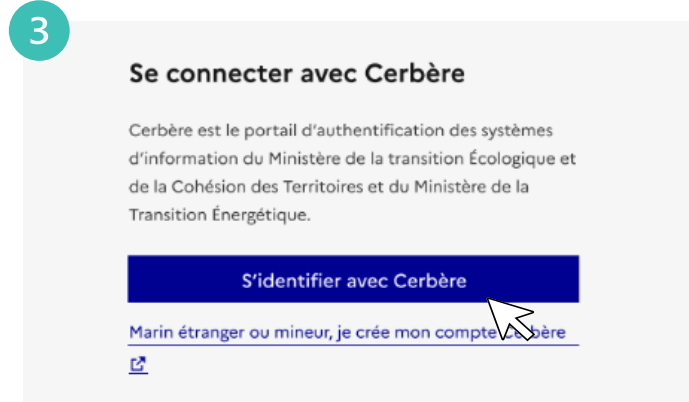 3
Se connecter avec Cerbère
Cerbère est le portail d'authentification des systèmes
d'information du Ministère de la transition Écologique et
de la Cohésion des Territoires et du Ministère de la
Transition Énergétique.
S'identifier avec Cerbère
Marin étranger ou mineur, je crée mon compte Cerbère